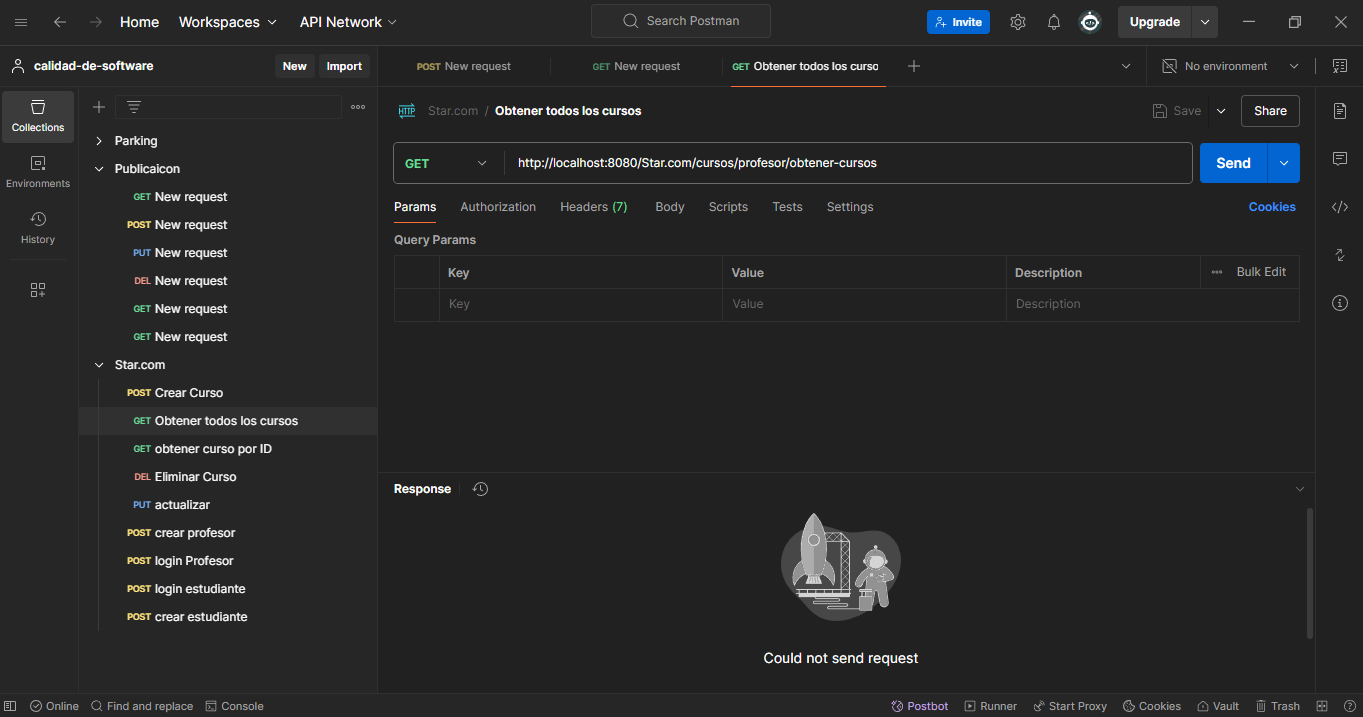 Home Workspaces API Network Search Postman Invite Upgrade
calidad-de-software New Import POST New request GET New request GET Obtener todos los curso No environment
Collections
Environments
History
Parking
Publicaicon
GET New request
POST New request
PUT New request
DEL New request
GET New request
GET New request
Star.com
POST Crear Curso
GET Obtener todos los cursos
GET obtener curso por ID
DEL Eliminar Curso
PUT actualizar
POST crear profesor
POST login Profesor
POST login estudiante
POST crear estudiante
HTTP Star.com / Obtener todos los cursos Save Share
GET http://localhost:8080/Star.com/cursos/profesor/obtener-cursos Send
Params Authorization Headers (7) Body Scripts Tests Settings Cookies
Query Params
Key Value Description Bulk Edit
Key Value Description
Response
Could not send request
Online Find and replace Console Postbot Runner Start Proxy Cookies Vault Trash